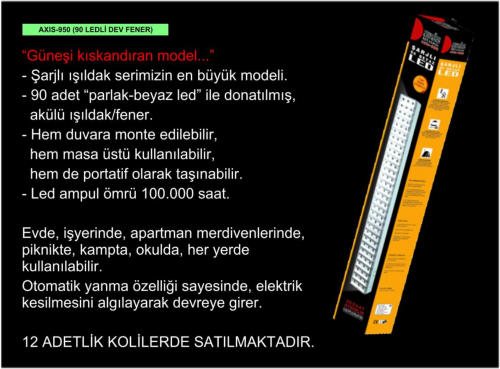 AXIS-950 (90 LEDLİ DEV FENER)
“Güneşi kıskandıran model...”
- Şarjlı ışıldak serimizin en büyük modeli.
- 90 adet “parlak-beyaz led” ile donatılmış,
akülü ışıldak/fener.
- Hem duvara monte edilebilir,
hem masa üstü kullanılabilir,
hem de portatif olarak taşınabilir.
- Led ampul ömrü 100.000 saat.
Evde, işyerinde, apartman merdivenlerinde,
piknikte, kampta, okulda, her yerde
kullanılabilir.
Otomatik yanma özelliği sayesinde, elektrik
kesilmesini algılayarak devreye girer.
12 ADETLİK KOLİLERDE SATILMAKTADIR.
ŞARJLI
LED